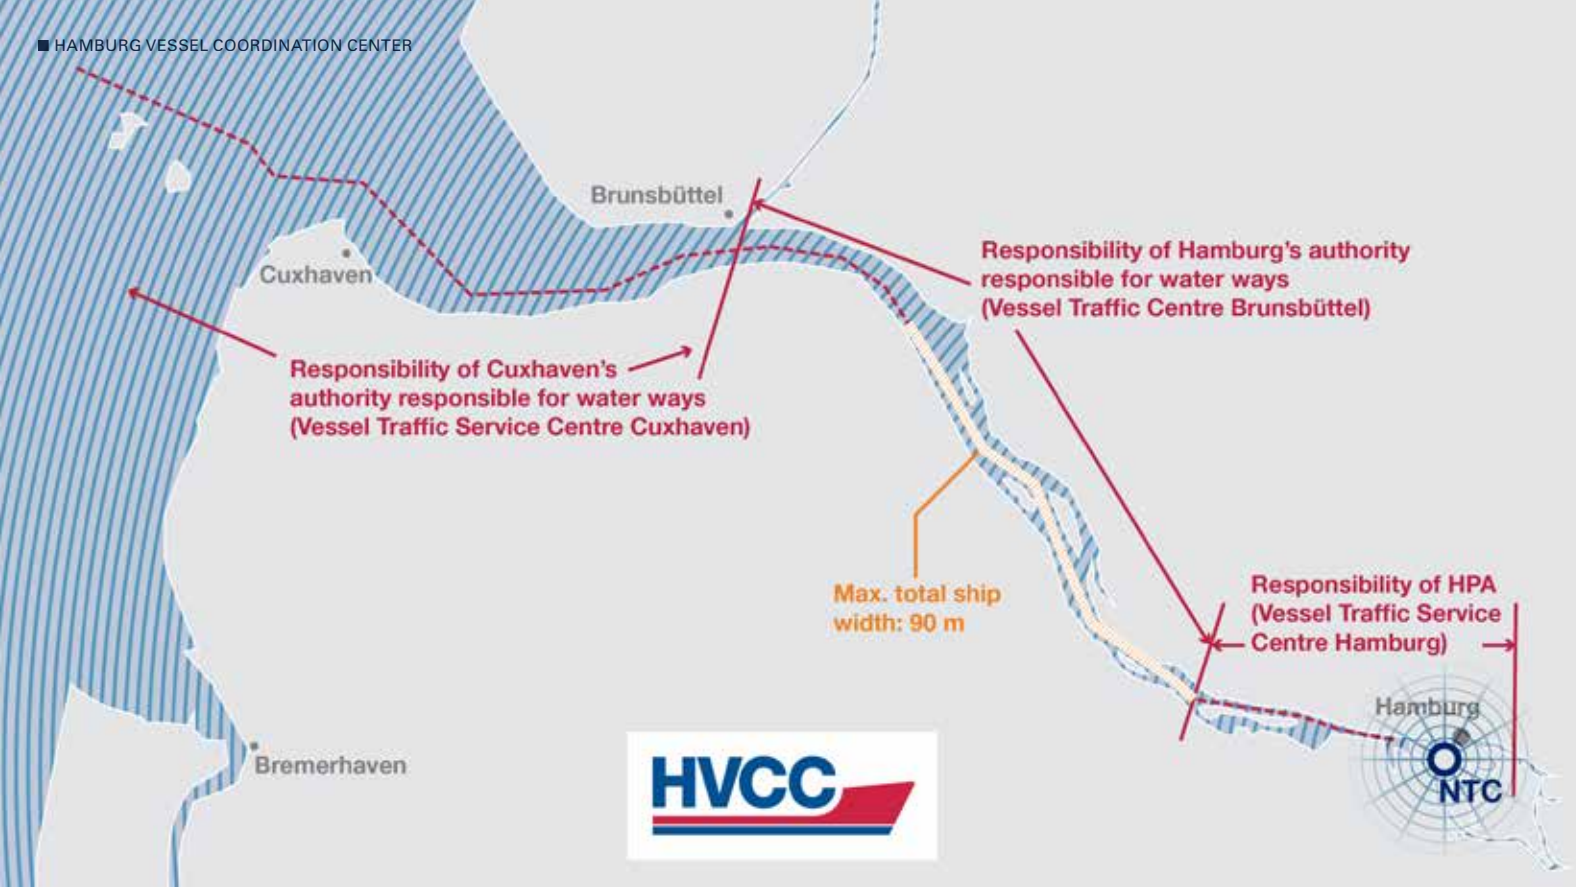 HAMBURG VESSEL COORDINATION CENTER
Brunsbüttel
Cuxhaven
Responsibility of Hamburg's authority
responsible for water ways
(Vessel Traffic Centre Brunsbüttel)
Responsibility of Cuxhaven's
authority responsible for water ways
(Vessel Traffic Service Centre Cuxhaven)
Max. total ship
width: 90 m
Responsibility of HPA
(Vessel Traffic Service
Centre Hamburg)
Hamburg
NTC
Bremerhaven
HVCC